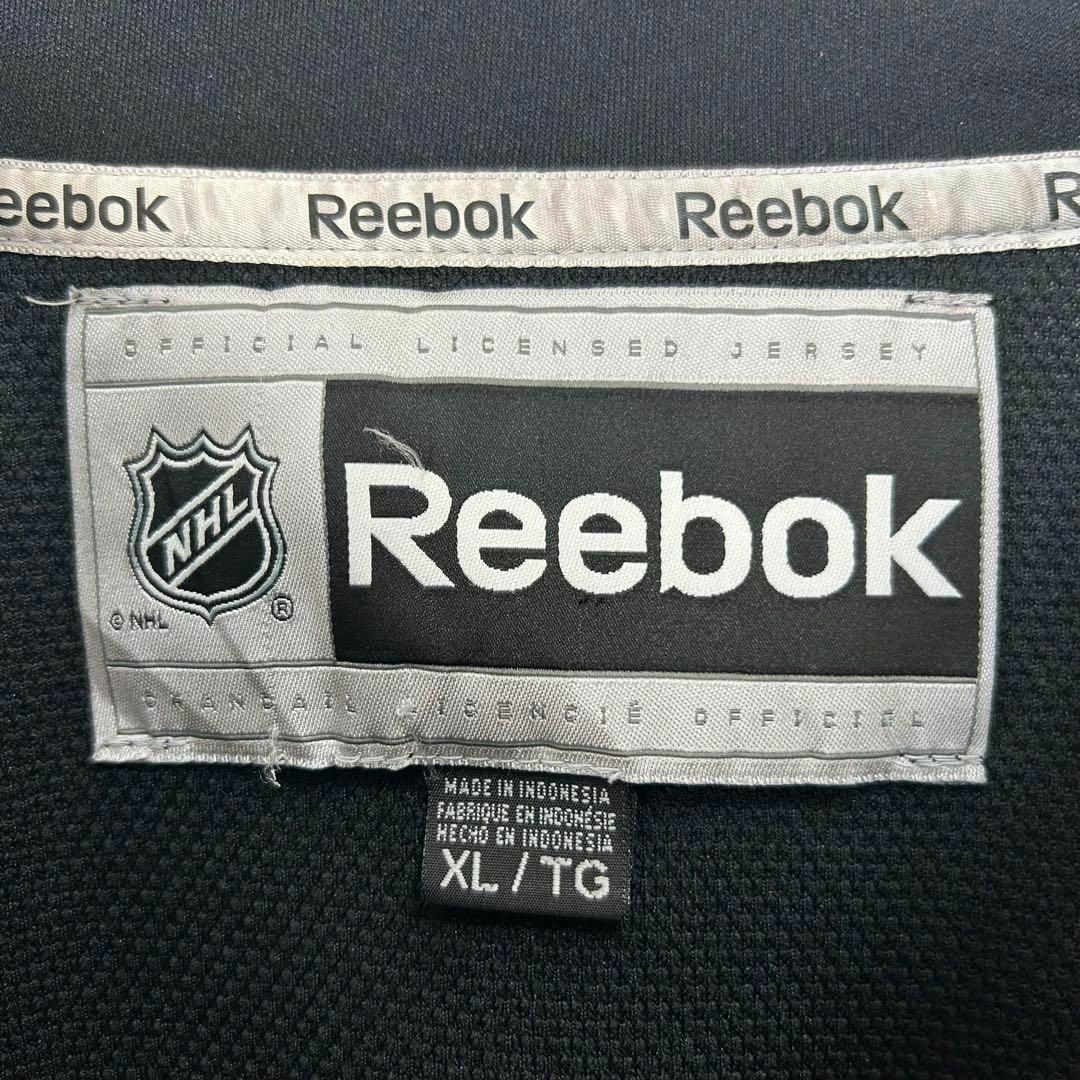 eebok Reebok Reebok R
OFFICIAL LICENSED JERSEY
NHL
© NHL ®
Reebok
CHANDAIL LICENCIÉ OFFICIEL
MADE IN INDONESIA
FABRIQUE EN INDONÉSIE
HECHO EN INDONESIA
XL / TG